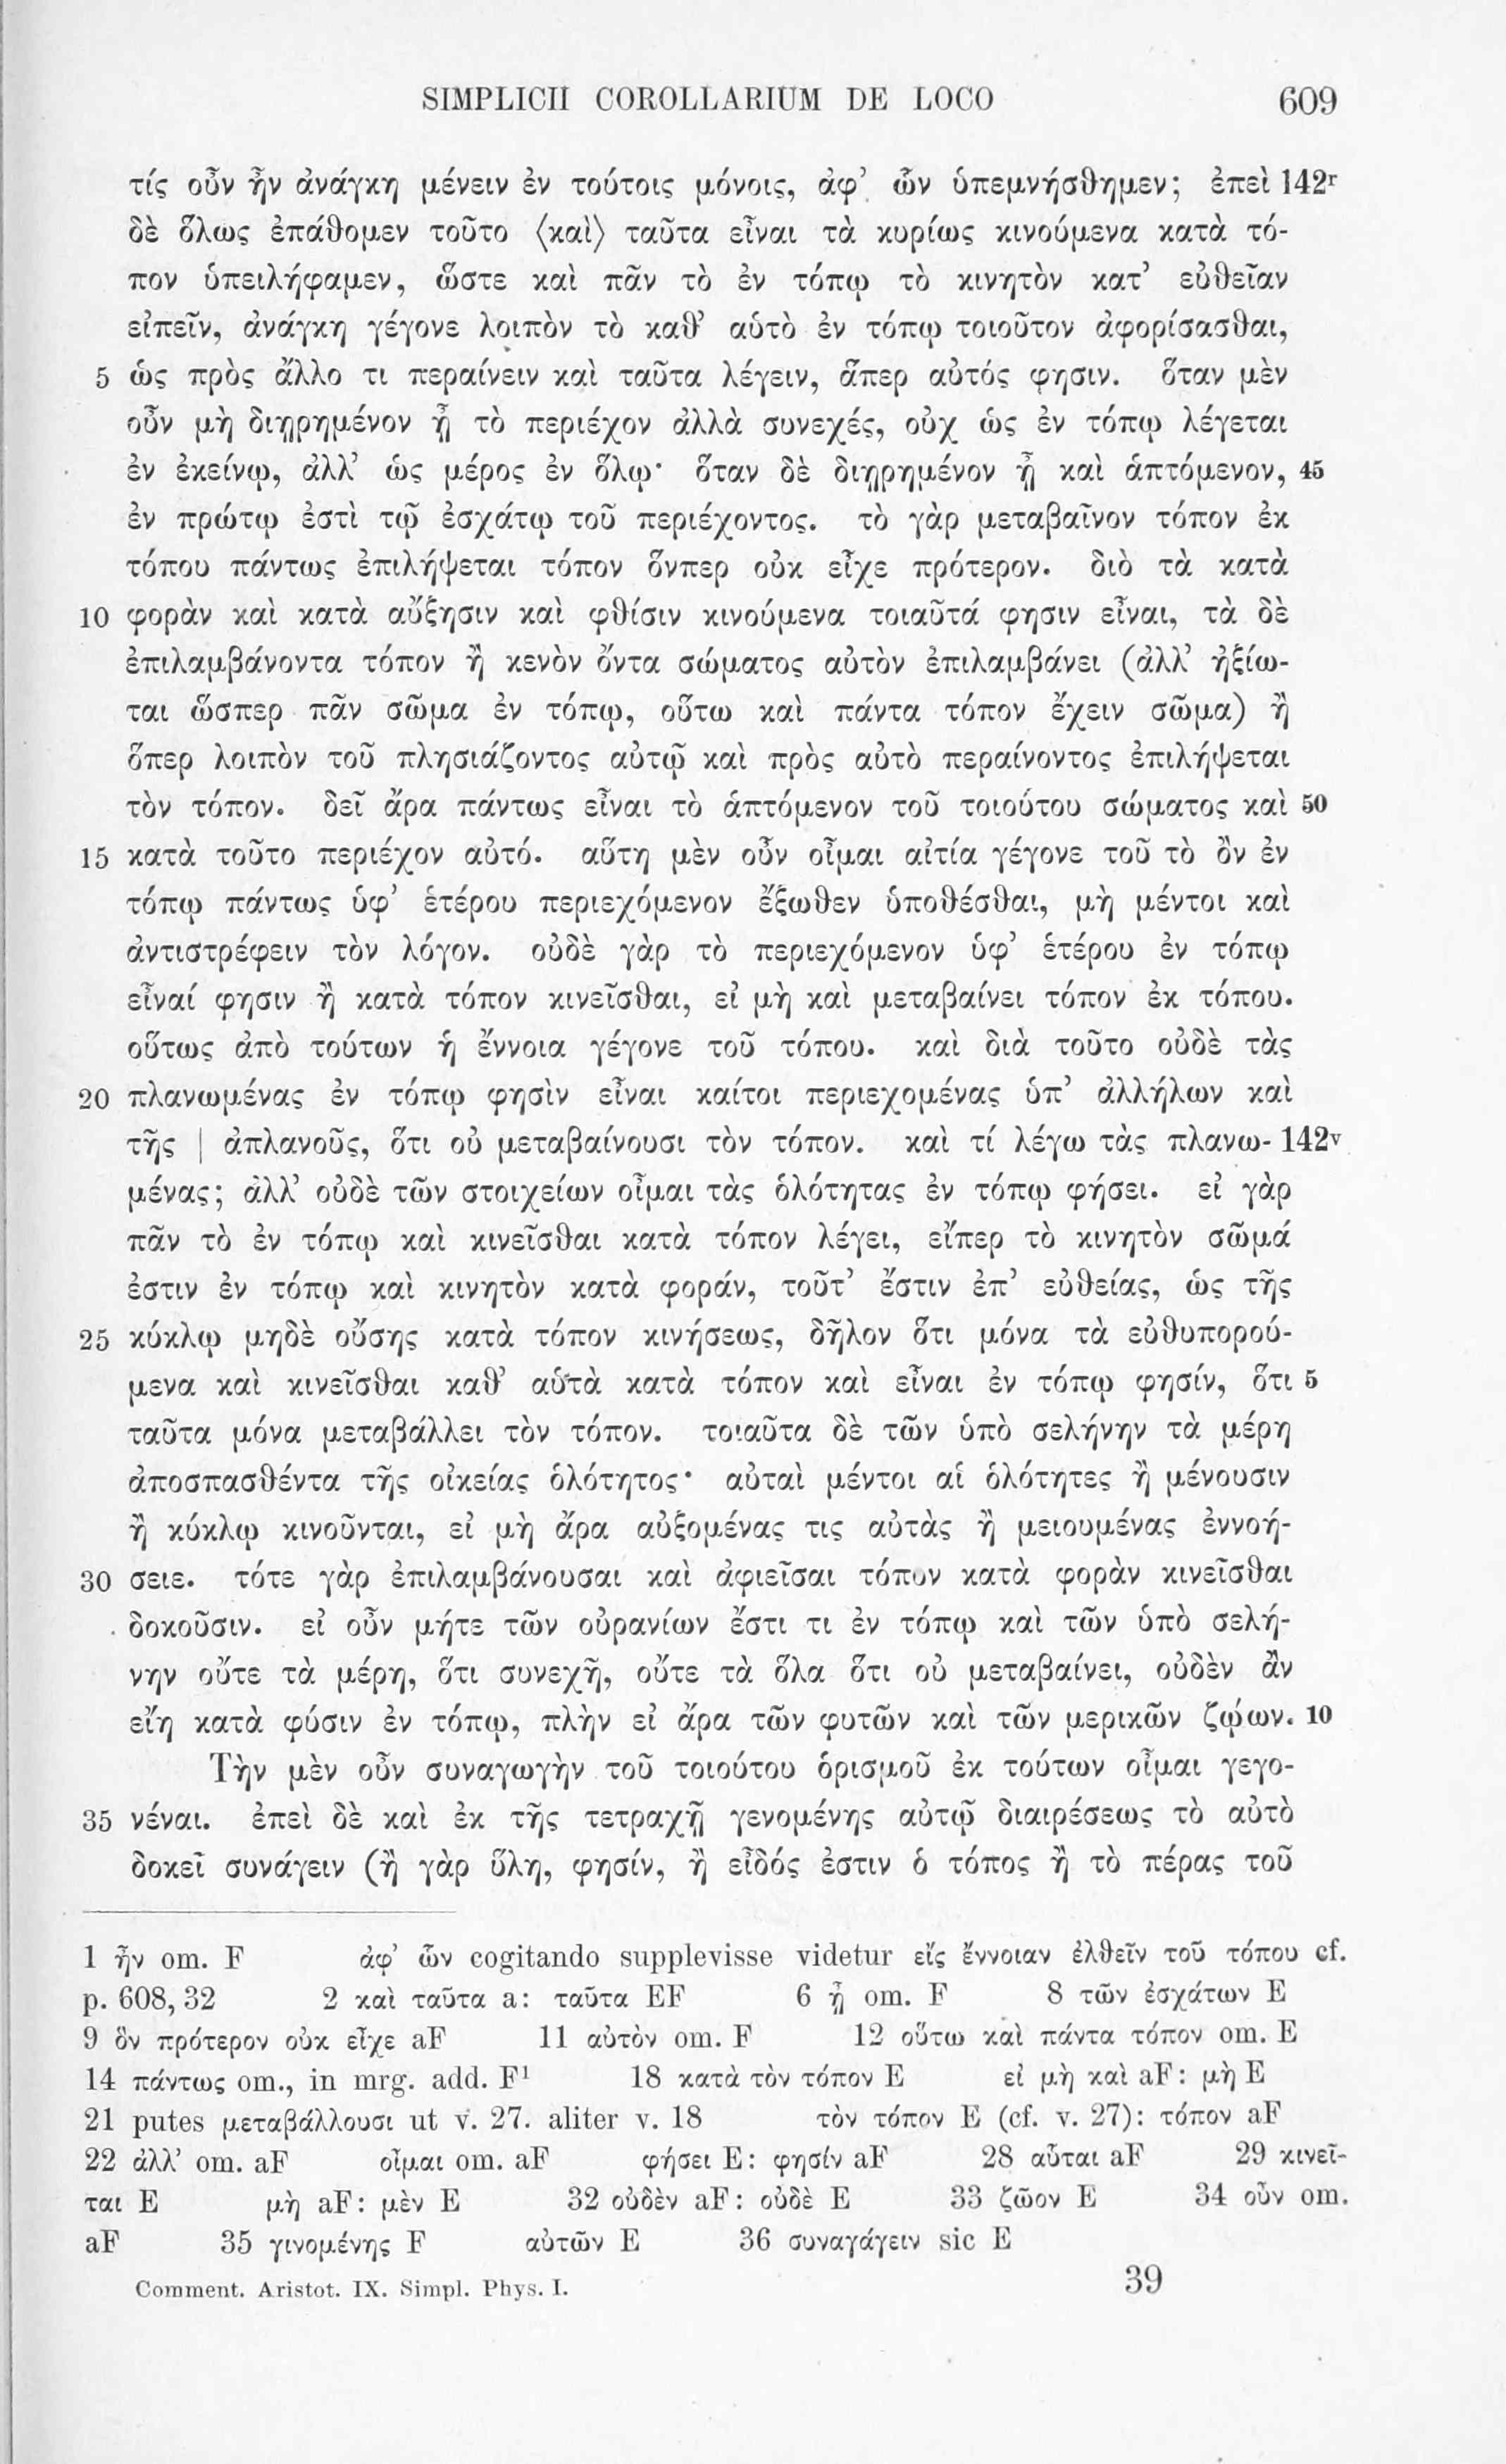 SIMPLICII COROLLARIUM DE LOCO 609
τίς οὖν ἦν ἀνάγκη μένειν ἐν τούτοις μόνοις, ἀφ’ ὧν ὑπεμνήσθημεν; ἐπεὶ 142r
δὲ ὅλως ἐπάθομεν τοῦτο ⟨καὶ⟩ ταῦτα εἶναι τὰ κυρίως κινούμενα κατὰ τό-
πον ὑπειλήφαμεν, ὥστε καὶ πᾶν τὸ ἐν τόπῳ τὸ κινητὸν κατ’ εὐθεῖαν
εἰπεῖν, ἀνάγκη γέγονε λοιπὸν τὸ καθ’ αὑτὸ ἐν τόπῳ τοιοῦτον ἀφορίσασθαι,
5 ὡς πρὸς ἄλλο τι περαίνειν καὶ ταῦτα λέγειν, ἅπερ αὐτός φησιν. ὅταν μὲν
οὖν μὴ διῃρημένον ᾖ τὸ περιέχον ἀλλὰ συνεχές, οὐχ ὡς ἐν τόπῳ λέγεται
ἐν ἐκείνῳ, ἀλλ’ ὡς μέρος ἐν ὅλῳ· ὅταν δὲ διῃρημένον ᾖ καὶ ἁπτόμενον, 45
ἐν πρώτῳ ἐστὶ τῷ ἐσχάτῳ τοῦ περιέχοντος. τὸ γὰρ μεταβαῖνον τόπον ἐκ
τόπου πάντως ἐπιλήψεται τόπον ὅνπερ οὐκ εἶχε πρότερον. διὸ τὰ κατὰ
10 φορὰν καὶ κατὰ αὔξησιν καὶ φθίσιν κινούμενα τοιαῦτά φησιν εἶναι, τὰ δὲ
ἐπιλαμβάνοντα τόπον ἢ κενὸν ὄντα σώματος αὐτὸν ἐπιλαμβάνει (ἀλλ’ ἠξίω-
ται ὥσπερ πᾶν σῶμα ἐν τόπῳ, οὕτω καὶ πάντα τόπον ἔχειν σῶμα) ἢ
ὅπερ λοιπὸν τοῦ πλησιάζοντος αὐτῷ καὶ πρὸς αὐτὸ περαίνοντος ἐπιλήψεται
τὸν τόπον. δεῖ ἄρα πάντως εἶναι τὸ ἁπτόμενον τοῦ τοιούτου σώματος καὶ 50
15 κατὰ τοῦτο περιέχον αὐτό. αὕτη μὲν οὖν οἶμαι αἰτία γέγονε τοῦ τὸ ὂν ἐν
τόπῳ πάντως ὑφ’ ἑτέρου περιεχόμενον ἔξωθεν ὑποθέσθαι, μὴ μέντοι καὶ
ἀντιστρέφειν τὸν λόγον. οὐδὲ γὰρ τὸ περιεχόμενον ὑφ’ ἑτέρου ἐν τόπῳ
εἶναί φησιν ἢ κατὰ τόπον κινεῖσθαι, εἰ μὴ καὶ μεταβαίνει τόπον ἐκ τόπου.
οὕτως ἀπὸ τούτων ἡ ἔννοια γέγονε τοῦ τόπου. καὶ διὰ τοῦτο οὐδὲ τὰς
20 πλανωμένας ἐν τόπῳ φησὶν εἶναι καίτοι περιεχομένας ὑπ’ ἀλλήλων καὶ
τῆς | ἀπλανοῦς, ὅτι οὐ μεταβαίνουσι τὸν τόπον. καὶ τί λέγω τὰς πλανω- 142v
μένας; ἀλλ’ οὐδὲ τῶν στοιχείων οἶμαι τὰς ὁλότητας ἐν τόπῳ φήσει. εἰ γὰρ
πᾶν τὸ ἐν τόπῳ καὶ κινεῖσθαι κατὰ τόπον λέγει, εἴπερ τὸ κινητὸν σῶμά
ἐστιν ἐν τόπῳ καὶ κινητὸν κατὰ φοράν, τοῦτ’ ἔστιν ἐπ’ εὐθείας, ὡς τῆς
25 κύκλῳ μηδὲ οὔσης κατὰ τόπον κινήσεως, δῆλον ὅτι μόνα τὰ εὐθυπορού-
μενα καὶ κινεῖσθαι καθ’ αὑτὰ κατὰ τόπον καὶ εἶναι ἐν τόπῳ φησίν, ὅτι 5
ταῦτα μόνα μεταβάλλει τὸν τόπον. τοιαῦτα δὲ τῶν ὑπὸ σελήνην τὰ μέρη
ἀποσπασθέντα τῆς οἰκείας ὁλότητος· αὐταὶ μέντοι αἱ ὁλότητες ἢ μένουσιν
ἢ κύκλῳ κινοῦνται, εἰ μὴ ἄρα αὐξομένας τις αὐτὰς ἢ μειουμένας ἐννοή-
30 σειε. τότε γὰρ ἐπιλαμβάνουσαι καὶ ἀφιεῖσαι τόπον κατὰ φορὰν κινεῖσθαι
δοκοῦσιν. εἰ οὖν μήτε τῶν οὐρανίων ἔστι τι ἐν τόπῳ καὶ τῶν ὑπὸ σελή-
νην οὔτε τὰ μέρη, ὅτι συνεχῆ, οὔτε τὰ ὅλα ὅτι οὐ μεταβαίνει, οὐδὲν ἂν
εἴη κατὰ φύσιν ἐν τόπῳ, πλὴν εἰ ἄρα τῶν φυτῶν καὶ τῶν μερικῶν ζῴων. 10
Τὴν μὲν οὖν συναγωγὴν τοῦ τοιούτου ὁρισμοῦ ἐκ τούτων οἶμαι γεγο-
35 νέναι. ἐπεὶ δὲ καὶ ἐκ τῆς τετραχῇ γενομένης αὐτῷ διαιρέσεως τὸ αὐτὸ
δοκεῖ συνάγειν (ἢ γὰρ ὕλη, φησίν, ἢ εἶδός ἐστιν ὁ τόπος ἢ τὸ πέρας τοῦ
1 ἦν om. F ἀφ’ ὧν cogitando supplevisse videtur εἴς ἔννοιαν ἐλθεῖν τοῦ τόπου cf.
p. 608, 32 2 καὶ ταῦτα a: ταῦτα EF 6 ᾖ om. F 8 τῶν ἐσχάτων E
9 ὃν πρότερον οὐκ εἶχε aF 11 αὐτὸν om. F 12 οὕτω καὶ πάντα τόπον om. E
14 πάντως om., in mrg. add. F1 18 κατὰ τὸν τόπον E εἰ μὴ καὶ aF: μὴ E
21 putes μεταβάλλουσι ut v. 27. aliter v. 18 τὸν τόπον E (cf. v. 27): τόπον aF
22 ἀλλ’ om. aF οἶμαι om. aF φήσει E: φησίν aF 28 αὗται aF 29 κινεῖ-
ται E μὴ aF: μὲν E 32 οὐδὲν aF: οὐδὲ E 33 ζῶον E 34 οὖν om.
aF 35 γινομένης F αὐτῶν E 36 συναγάγειν sic E
Comment. Aristot. IX. Simpl. Phys. I. 39